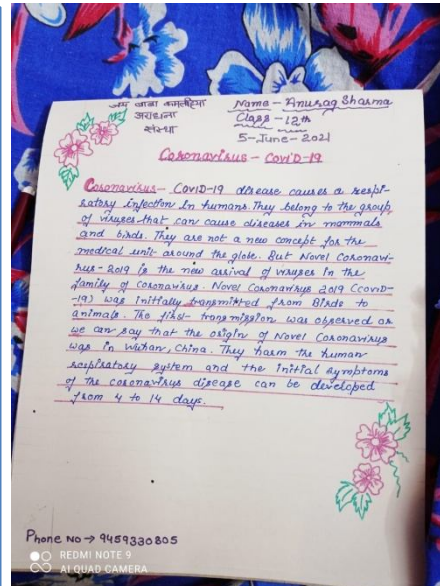 जय बाबा कमलीया
अराधना
संस्था
Name - Anurag Sharma
Class - 12th
5-June-2021
Coronavirus - CoviD-19
Coronavirus - CoviD-19 disease causes a respi-
ratory infection in humans. They belong to the group
of viruses that can cause diseases in mammals
and birds. They are not a new concept for the
medical unit around the globe. But Novel Coronavi-
rus-2019 is the new arrival of viruses in the
family of Coronavirus. Novel Coronavirus 2019 (CoviD-
-19) was initially transmitted from Birds to
animals. The first transmission was observed or
we can say that the origin of Novel Coronavirus
was in Wuhan, China. They harm the human
respiratory system and the initial symptoms
of the coronavirus disease can be developed
from 4 to 14 days.
Phone No → 9459330805
REDMI NOTE 9
AI QUAD CAMERA